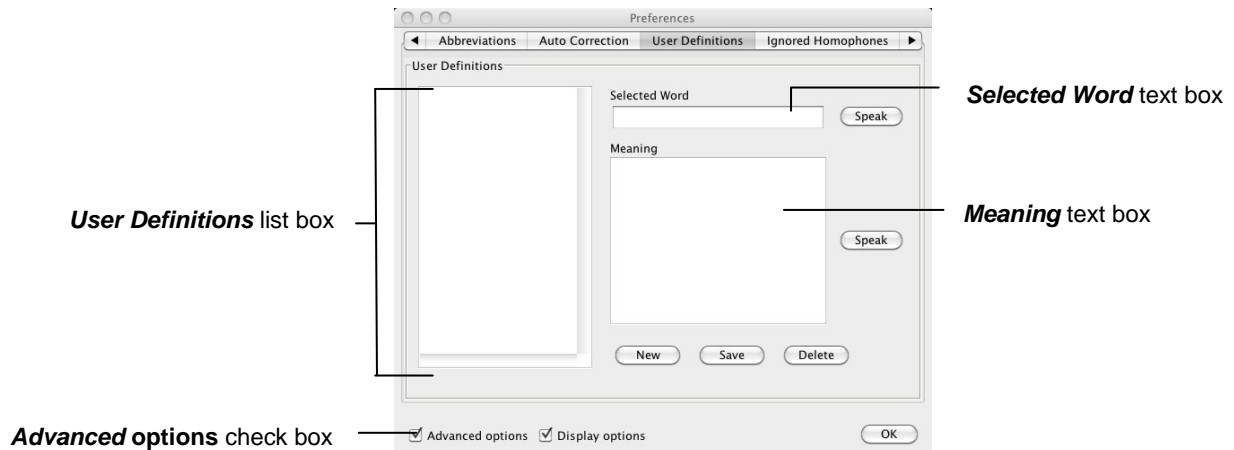 Preferences
Abbreviations Auto Correction User Definitions Ignored Homophones
User Definitions
Selected Word
Speak
Selected Word text box
Meaning
User Definitions list box
Meaning text box
Speak
New Save Delete
Advanced options check box
Advanced options Display options
OK